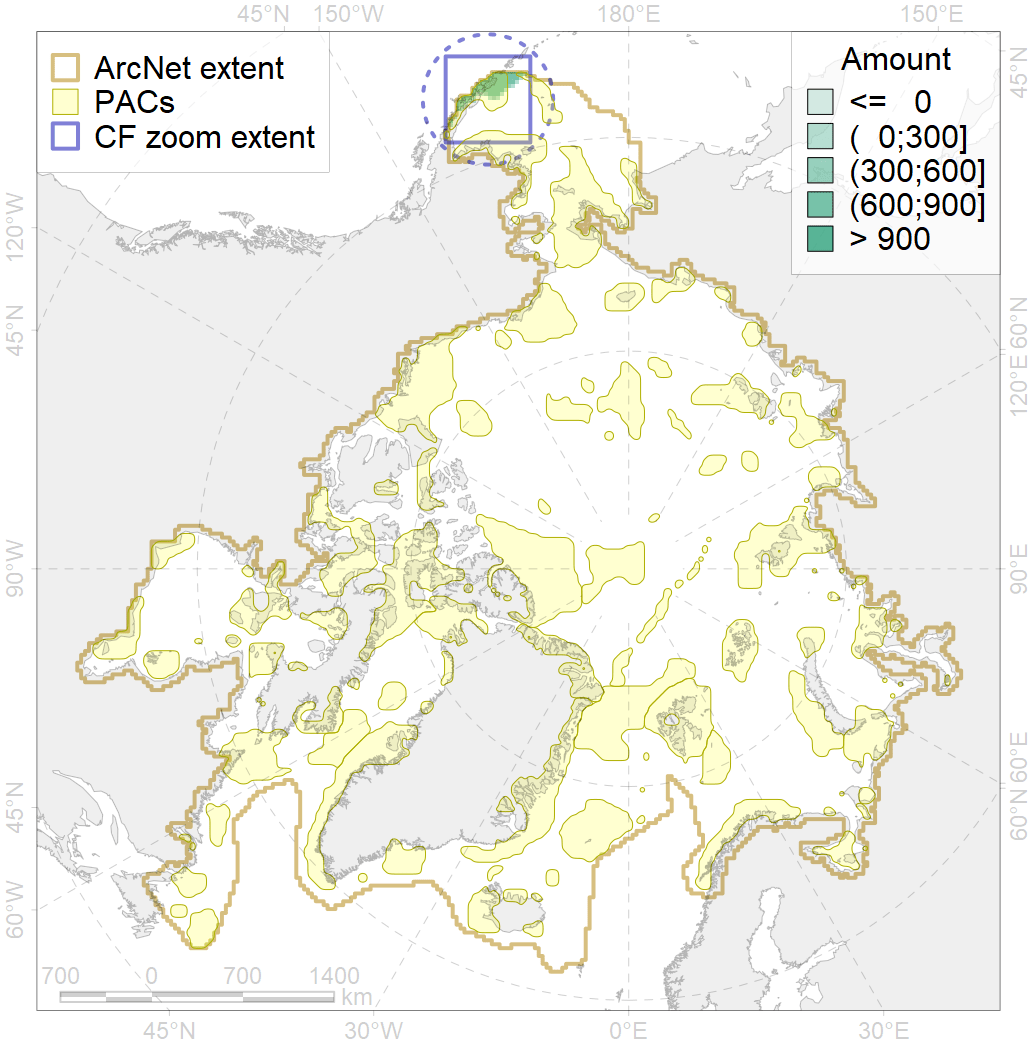 45°N 150°W 180°E 150°E
ArcNet extent
PACs
CF zoom extent
Amount
<= 0
( 0;300]
(300;600]
(600;900]
> 900
45°N
120°W
45°N
60°N
120°E
90°W
90°E
45°N
60°E
60°N
60°W
700 0 700 1400
km
45°N 30°W 0°E 30°E